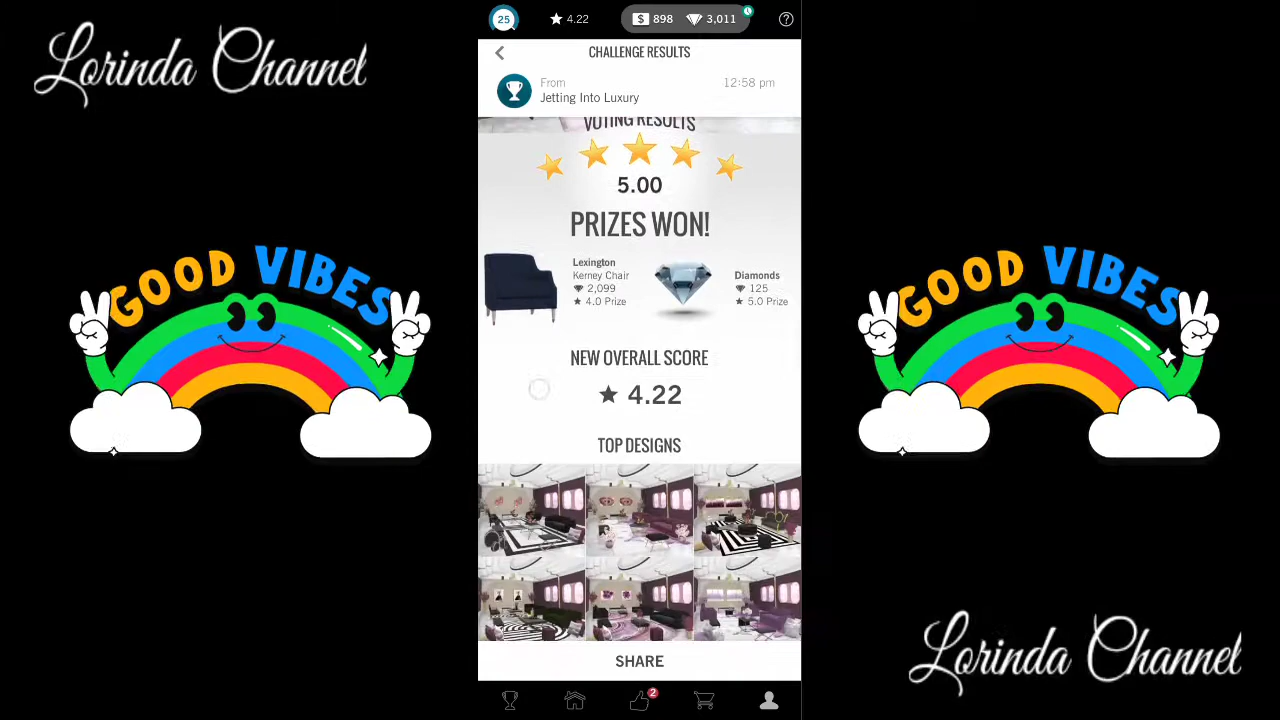 Lorinda Channel
GOOD VIBES
25
4.22
$ 898
3,011
CHALLENGE RESULTS
From
Jetting Into Luxury
12:58 pm
VOTING RESULTS
5.00
PRIZES WON!
Lexington
Kerney Chair
2,099
4.0 Prize
Diamonds
125
5.0 Prize
NEW OVERALL SCORE
4.22
TOP DESIGNS
SHARE
2
GOOD VIBES
Lorinda Channel